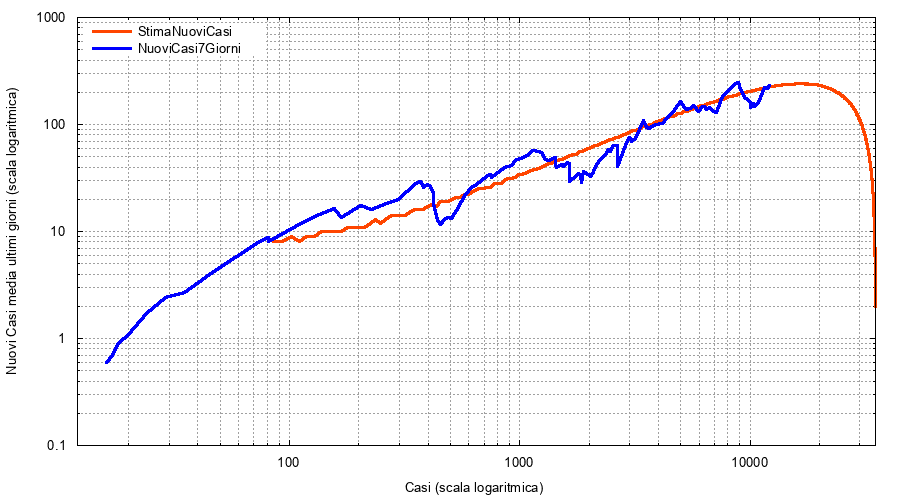 1000
StimaNuoviCasi
NuoviCasi7Giorni
100
10
1
0.1
Nuovi Casi media ultimi giorni (scala logaritmica)
100
1000
10000
Casi (scala logaritmica)